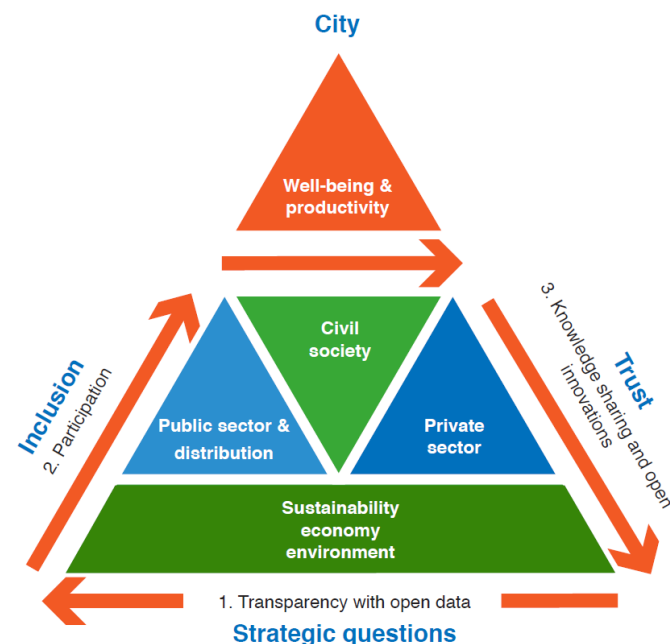 City
Well-being &
productivity
Civil
society
Public sector &
distribution
Private
sector
Sustainability
economy
environment
Inclusion
2. Participation
Trust
3. Knowledge sharing and open
innovations
1. Transparency with open data
Strategic questions